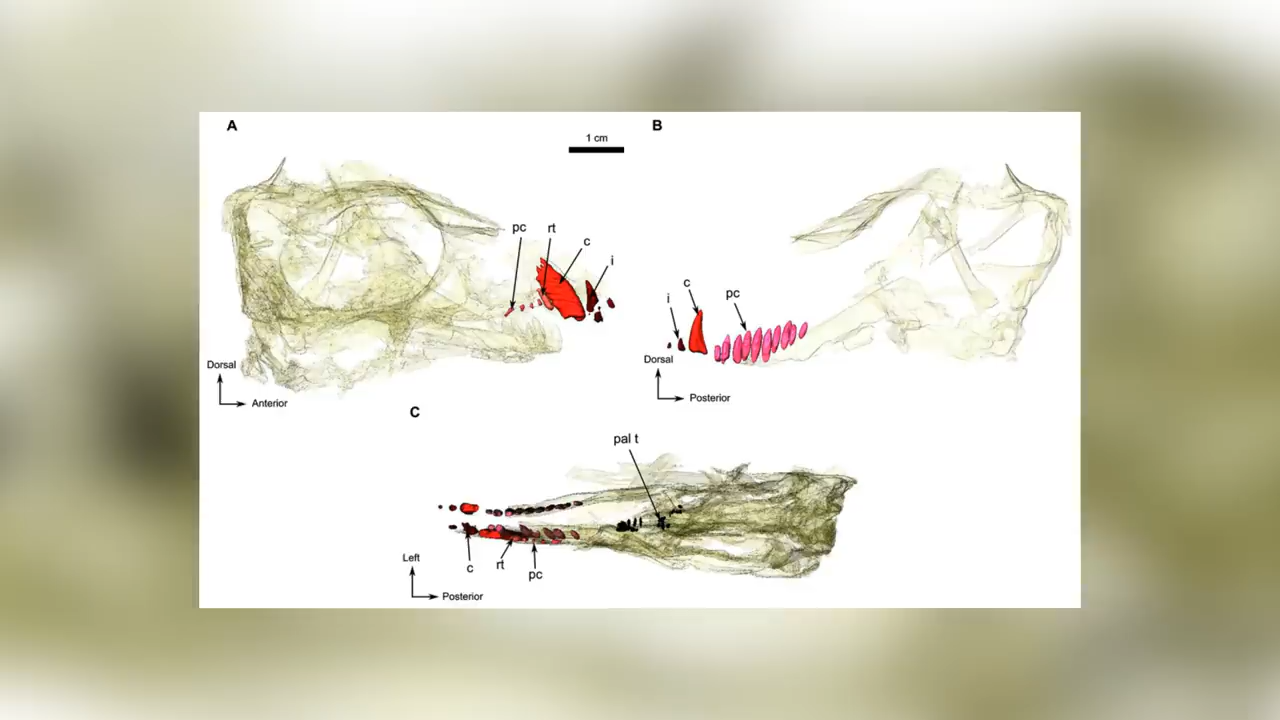 A
1 cm
pc
rt
c
i
Dorsal
Anterior
B
i
c
pc
Dorsal
Posterior
C
pal t
c
rt
pc
Left
Posterior